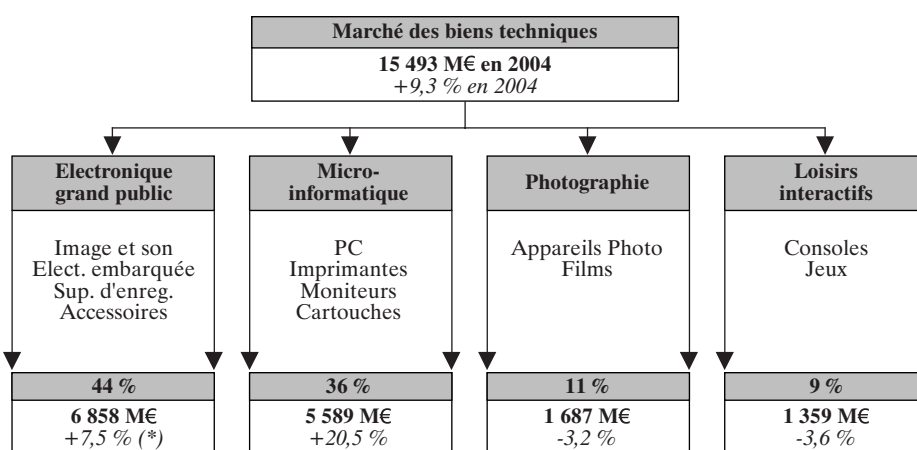 Marché des biens techniques
15 493 M€ en 2004
+9,3 % en 2004
Electronique
grand public
Image et son
Elect. embarquée
Sup. d'enreg.
Accessoires
44 %
6 858 M€
+7,5 % (*)
Micro-
informatique
PC
Imprimantes
Moniteurs
Cartouches
36 %
5 589 M€
+20,5 %
Photographie
Appareils Photo
Films
11 %
1 687 M€
-3,2 %
Loisirs
interactifs
Consoles
Jeux
9 %
1 359 M€
-3,6 %